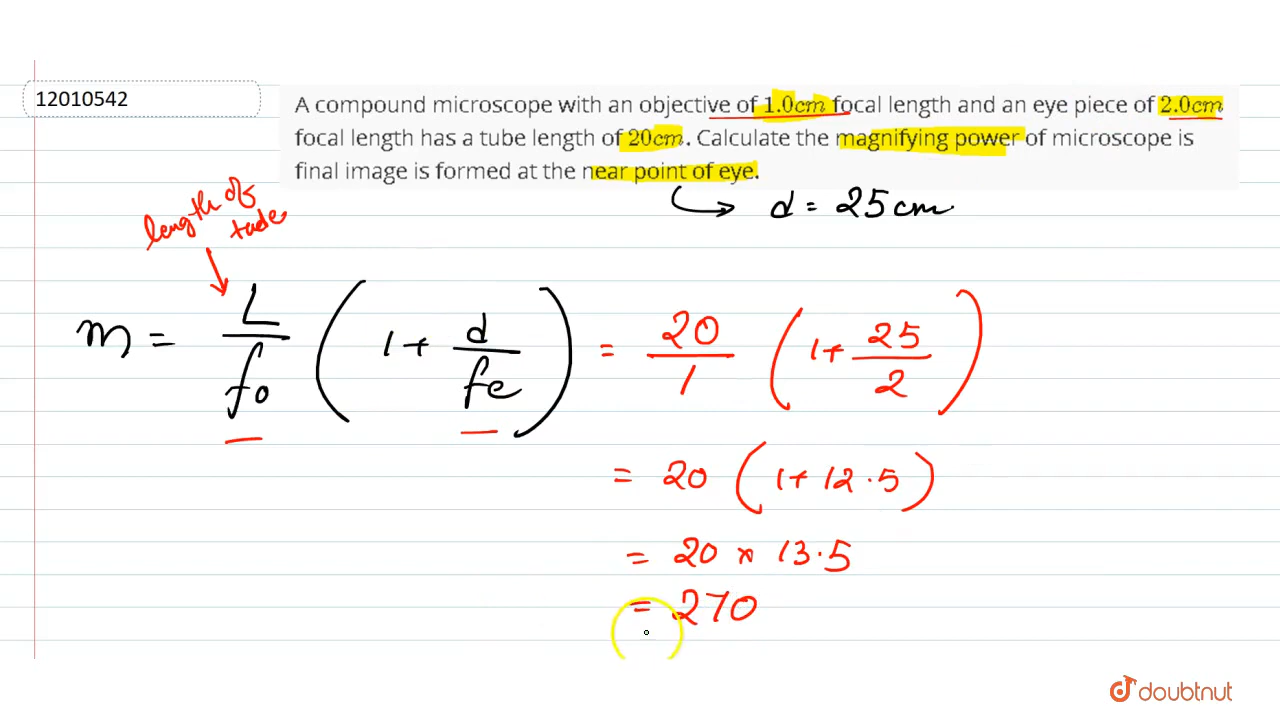 12010542
A compound microscope with an objective of 1.0cm focal length and an eye piece of 2.0cm
focal length has a tube length of 20cm. Calculate the magnifying power of microscope is
final image is formed at the near point of eye.
d = 25 cm
length of
tude
m = L/fo (1 + d/fe) = 20/1 (1 + 25/2)
= 20 (1 + 12.5)
= 20 × 13.5
= 270
doubtnut